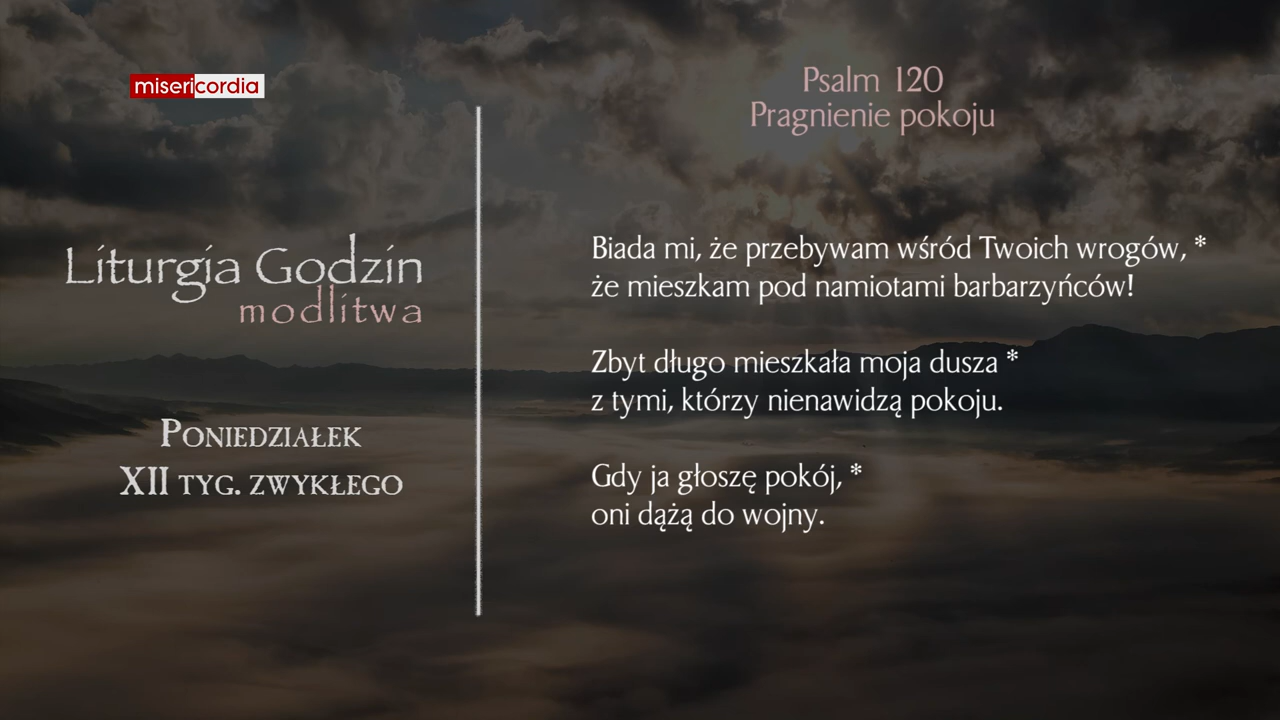 misericordia
Liturgia Godzin
modlitwa
Poniedziałek
XII tyg. zwykłego
Psalm 120
Pragnienie pokoju
Biada mi, że przebywam wśród Twoich wrogów, *
że mieszkam pod namiotami barbarzyńców!
Zbyt długo mieszkała moja dusza *
z tymi, którzy nienawidzą pokoju.
Gdy ja głoszę pokój, *
oni dążą do wojny.